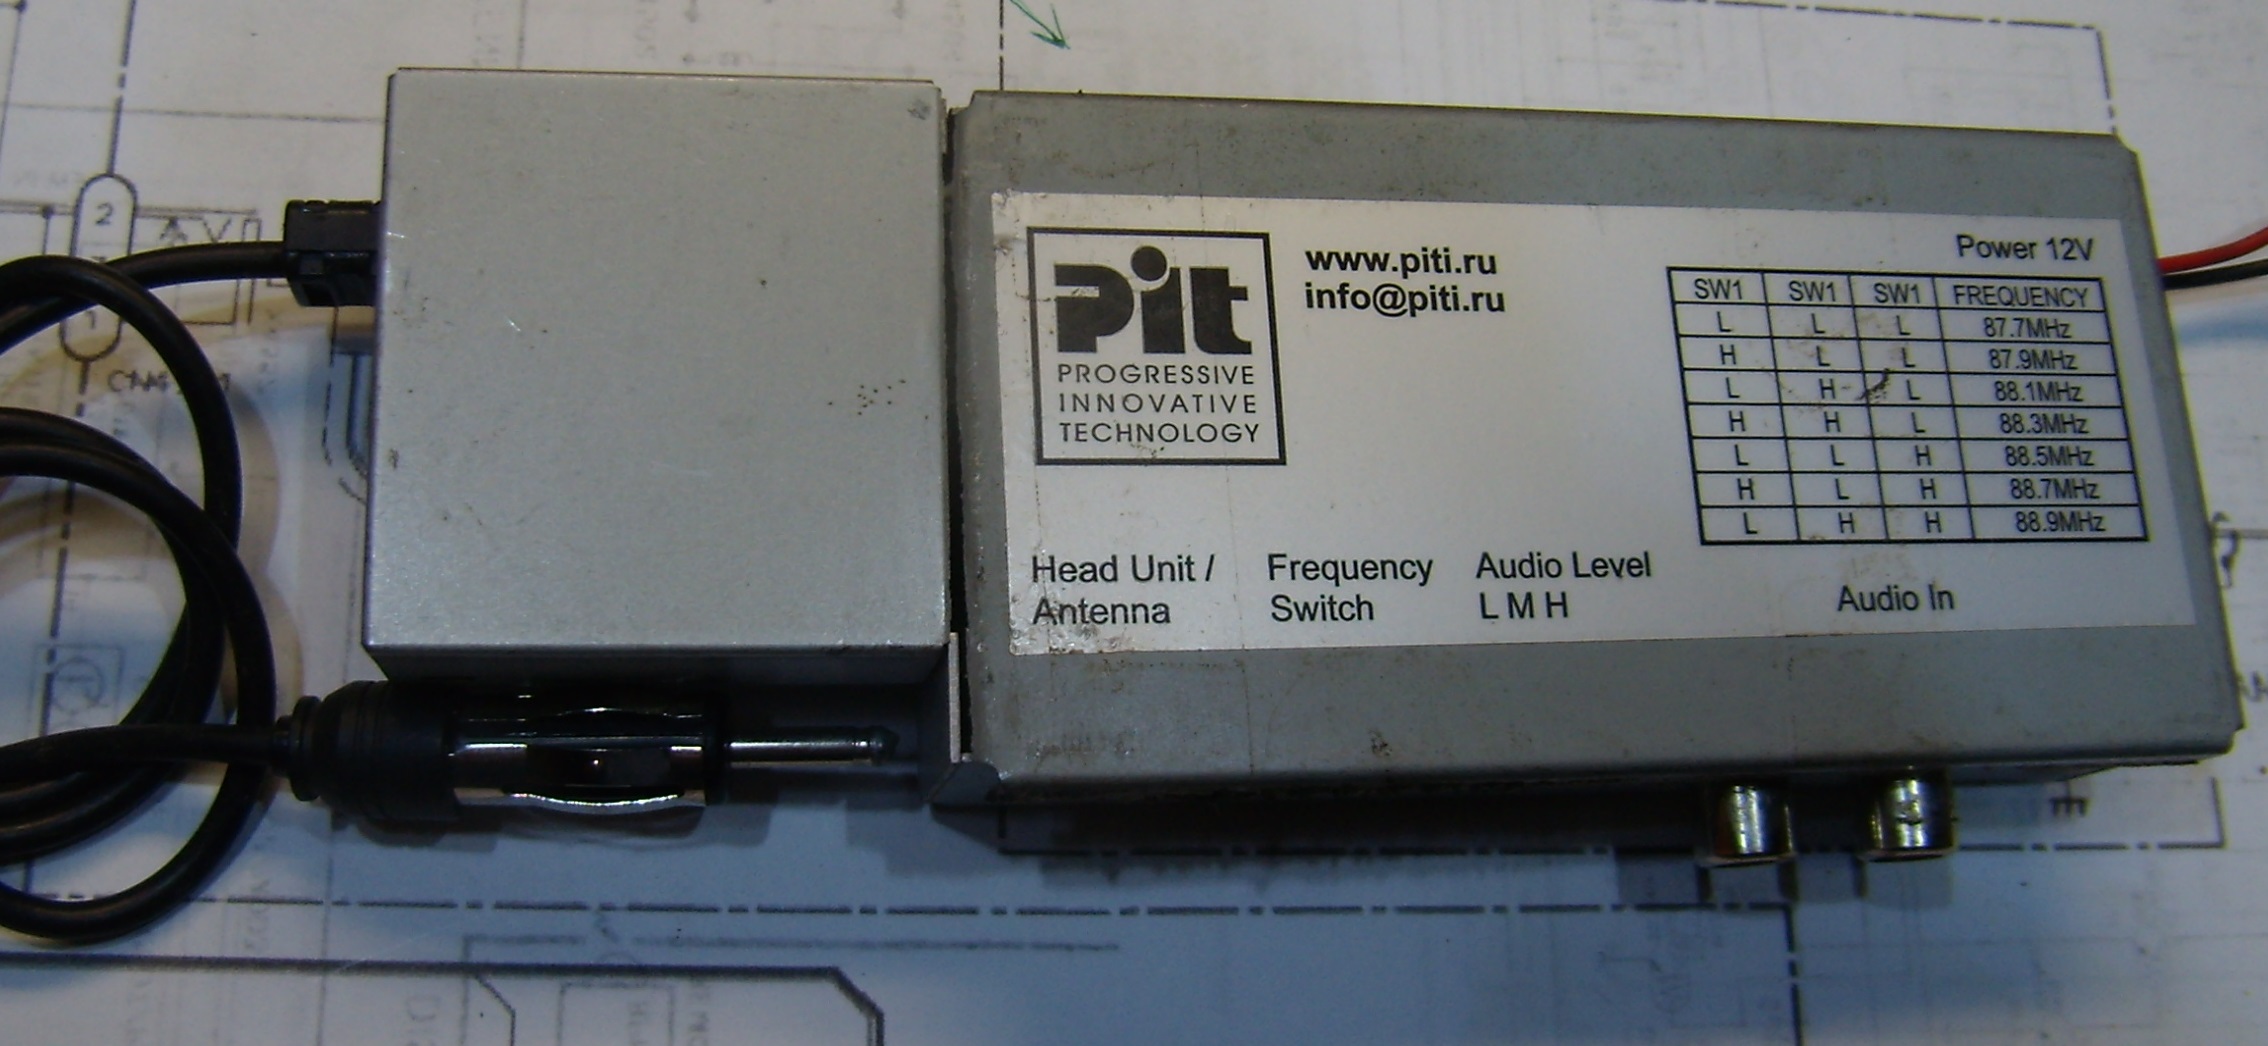 Pit
PROGRESSIVE
INNOVATIVE
TECHNOLOGY
www.piti.ru
info@piti.ru
Power 12V
SW1 SW1 SW1 FREQUENCY
L L L 87.7MHz
H L L 87.9MHz
L H L 88.1MHz
H H L 88.3MHz
L L H 88.5MHz
H L H 88.7MHz
L H H 88.9MHz
Head Unit / Frequency Audio Level
Antenna Switch L M H Audio In
2
1